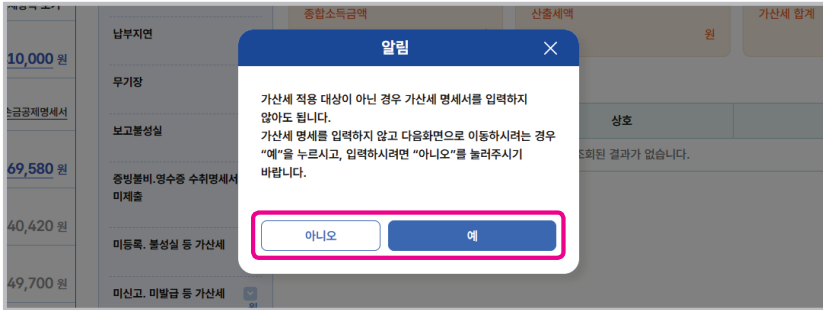 종합소득금액
산출세액
가산세 합계
납부지연
원
10,000 원
알림
무기장
손금공제명세서
가산세 적용 대상이 아닌 경우 가산세 명세서를 입력하지
않아도 됩니다.
가산세 명세를 입력하지 않고 다음화면으로 이동하시려는 경우
“예”을 누르시고, 입력하시려면 “아니오”를 눌러주시기
바랍니다.
상호
보고불성실
조회된 결과가 없습니다.
69,580 원
증빙불비.영수증 수취명세서
미제출
40,420 원
아니오
예
미등록. 불성실 등 가산세
49,700 원
미신고. 미발급 등 가산세